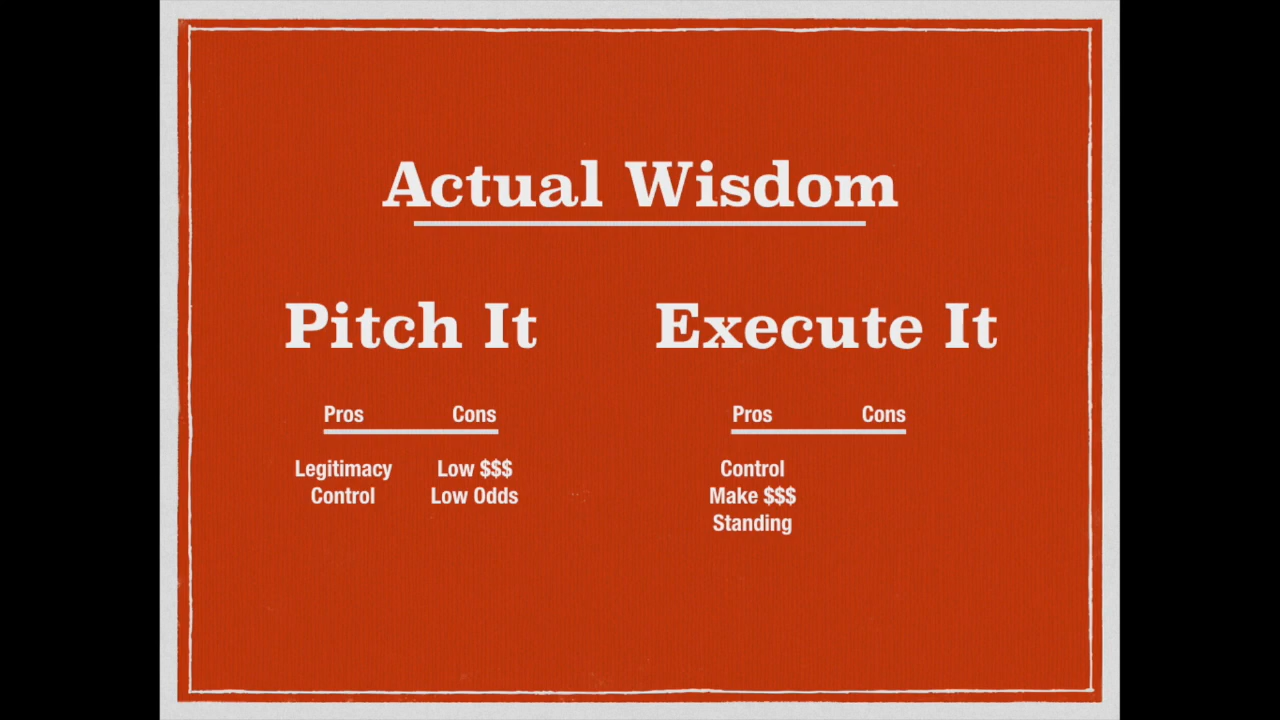 Actual Wisdom
Pitch It
Execute It
Pros Cons
Legitimacy Low $$$
Control Low Odds
Pros Cons
Control
Make $$$
Standing